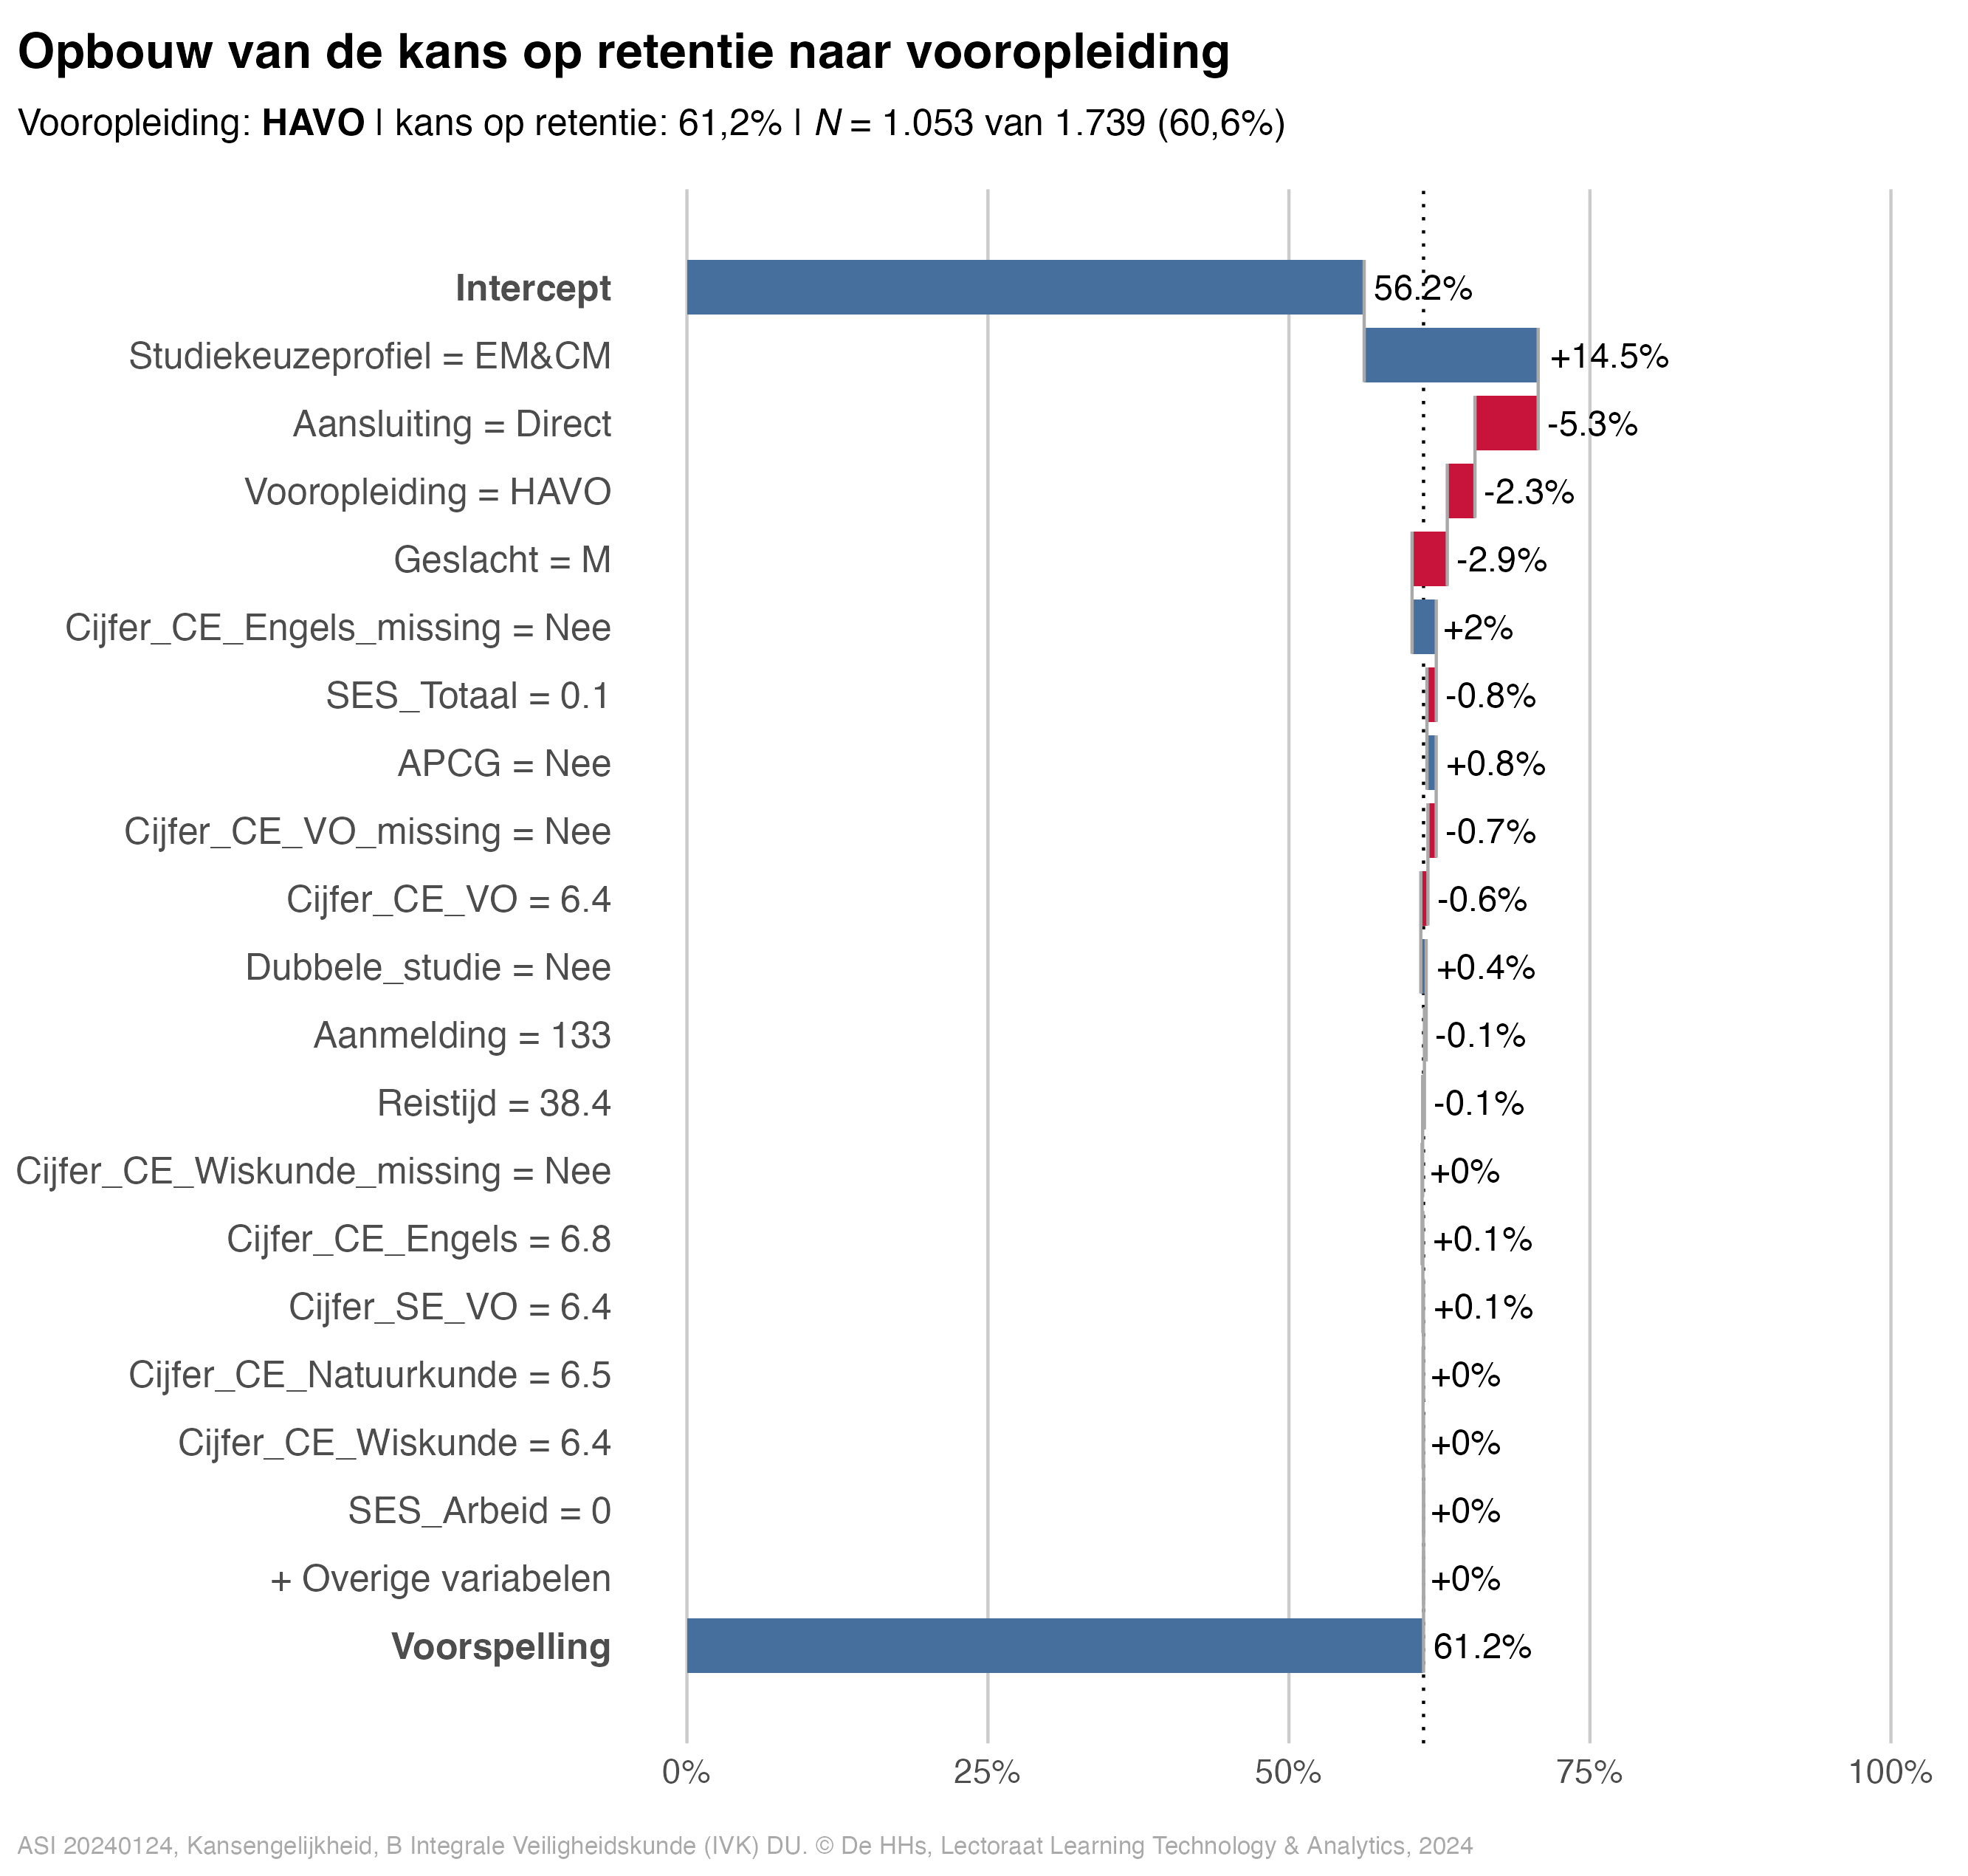 Opbouw van de kans op retentie naar vooropleiding
Vooropleiding: HAVO | kans op retentie: 61,2% | N = 1.053 van 1.739 (60,6%)
Intercept 56.2%
Studiekeuzeprofiel = EM&CM +14.5%
Aansluiting = Direct -5.3%
Vooropleiding = HAVO -2.3%
Geslacht = M -2.9%
Cijfer_CE_Engels_missing = Nee +2%
SES_Totaal = 0.1 -0.8%
APCG = Nee +0.8%
Cijfer_CE_VO_missing = Nee -0.7%
Cijfer_CE_VO = 6.4 -0.6%
Dubbele_studie = Nee +0.4%
Aanmelding = 133 -0.1%
Reistijd = 38.4 -0.1%
Cijfer_CE_Wiskunde_missing = Nee +0%
Cijfer_CE_Engels = 6.8 +0.1%
Cijfer_SE_VO = 6.4 +0.1%
Cijfer_CE_Natuurkunde = 6.5 +0%
Cijfer_CE_Wiskunde = 6.4 +0%
SES_Arbeid = 0 +0%
+ Overige variabelen +0%
Voorspelling 61.2%
0% 25% 50% 75% 100%
ASI 20240124, Kansengelijkheid, B Integrale Veiligheidskunde (IVK) DU. © De HHs, Lectoraat Learning Technology & Analytics, 2024